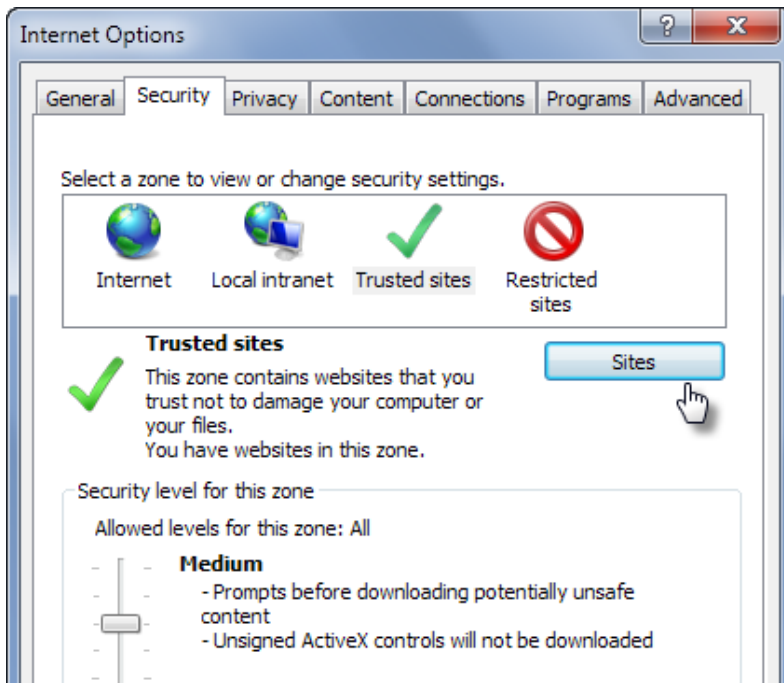 Internet Options
?
X
General Security Privacy Content Connections Programs Advanced
Select a zone to view or change security settings.
Internet Local intranet Trusted sites Restricted
sites
Trusted sites
Sites
This zone contains websites that you
trust not to damage your computer or
your files.
You have websites in this zone.
Security level for this zone
Allowed levels for this zone: All
Medium
- Prompts before downloading potentially unsafe
content
- Unsigned ActiveX controls will not be downloaded